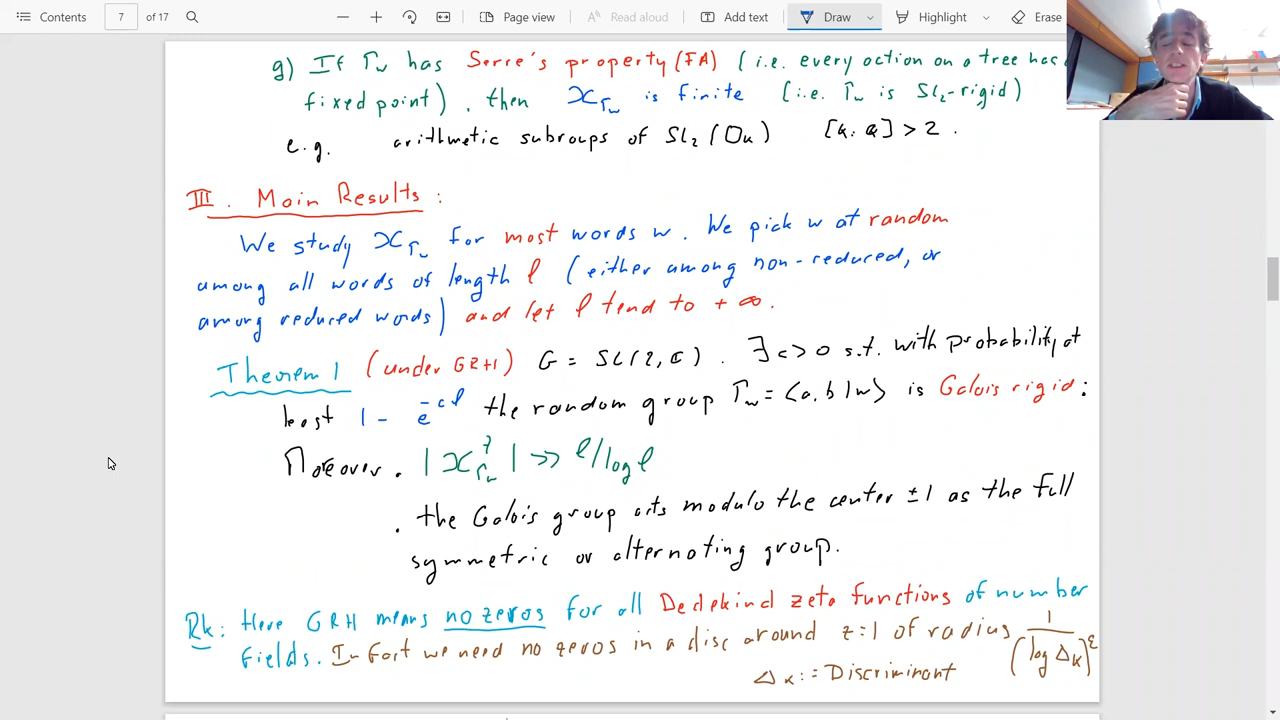 Contents 7 of 17 Page view Read aloud Add text Draw Highlight Erase
g) If Γw has Serre's property (FA) (i.e. every action on a tree has a
fixed point), then 𝒳Γw is finite (i.e. Γw is SL2-rigid)
e.g. arithmetic subroups of SL2(Ok) [k:Q] > 2.
III. Main Results:
We study 𝒳Γw for most words w. We pick w at random
among all words of length ℓ (either among non-reduced, or
among reduced words) and let ℓ tend to +∞.
Theorem 1 (under GRH) G = SL(2,C). ∃c>0 s.t. with probability at
least 1 - e^{-cℓ} the random group Γw = <a,b|w> is Galois rigid:
Moreover. |𝒳^z_Γw| >> ℓ/logℓ
. the Galois group acts modulo the center ±1 as the full
symmetric or alternating group.
Rk: Here GRH means no zeros for all Dedekind zeta functions of number
fields. In fact we need no zeros in a disc around z=1 of radius 1/(log Δk)^2
Δk := Discriminant